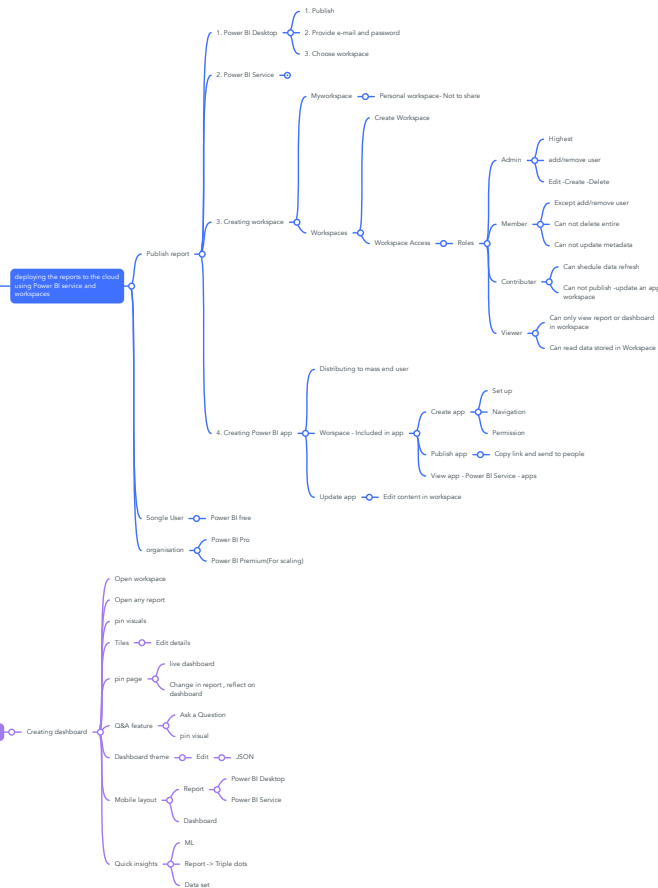 1. Publish
1. Power BI Desktop
2. Provide e-mail and password
3. Choose workspace
2. Power BI Service
Myworkspace
Personal workspace- Not to share
Create Workspace
Highest
Admin
add/remove user
Edit -Create -Delete
Except add/remove user
3. Creating workspace
Member
Can not delete entire
Workspaces
Workspace Access
Roles
Can not update metadata
Publish report
Can shedule data refresh
deploying the reports to the cloud
using Power BI service and
workspaces
Contributer
Can not publish -update an app
workspace
Can only view report or dashboard
in workspace
Viewer
Can read data stored in Workspace
Distributing to mass end user
Set up
Create app
Navigation
4. Creating Power BI app
Worspace - Included in app
Permission
Publish app
Copy link and send to people
View app - Power BI Service - apps
Update app
Edit content in workspace
Songle User
Power BI free
Power BI Pro
organisation
Power BI Premium(For scaling)
Open workspace
Open any report
pin visuals
Tiles
Edit details
live dashboard
pin page
Change in report , reflect on
dashboard
Ask a Question
Q&A feature
pin visual
Creating dashboard
Dashboard theme
Edit
JSON
Power BI Desktop
Report
Mobile layout
Power BI Service
Dashboard
ML
Quick insights
Report -> Triple dots
Data set